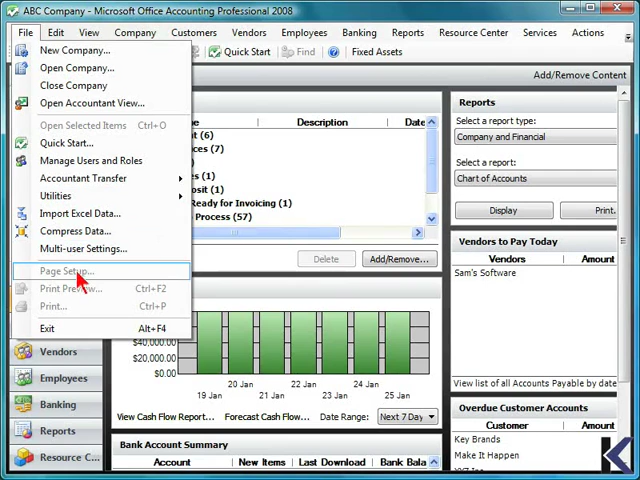 ABC Company - Microsoft Office Accounting Professional 2008
File Edit View Company Customers Vendors Employees Banking Reports Resource Center Services Actions
New Company...
Quick Start Find Fixed Assets
Open Company...
Add/Remove Content
Close Company
Open Accountant View...
Open Selected Items Ctrl+O
Quick Start...
Manage Users and Roles
Accountant Transfer
Utilities
Import Excel Data...
Compress Data...
Multi-user Settings...
Page Setup...
Print Preview... Ctrl+F2
Print... Ctrl+P
Exit Alt+F4
Description Date
(6)
(7)
(1)
Ready for Invoicing (1)
Process (57)
Delete Add/Remove...
$40,000.00
$20,000.00
$0.00
20 Jan 22 Jan 24 Jan
19 Jan 21 Jan 23 Jan 25 Jan
View Cash Flow Report... Forecast Cash Flow... Date Range: Next 7 Day
Bank Account Summary
Account New Items Last Download Bank Bala
Reports
Select a report type:
Company and Financial
Select a report:
Chart of Accounts
Display Print.
Vendors to Pay Today
Vendors Amount
Sam's Software
View list of all Accounts Payable by date
Overdue Customer Accounts
Customer Amount
Key Brands
Make It Happen
Vendors
Employees
Banking
Reports
Resource C...